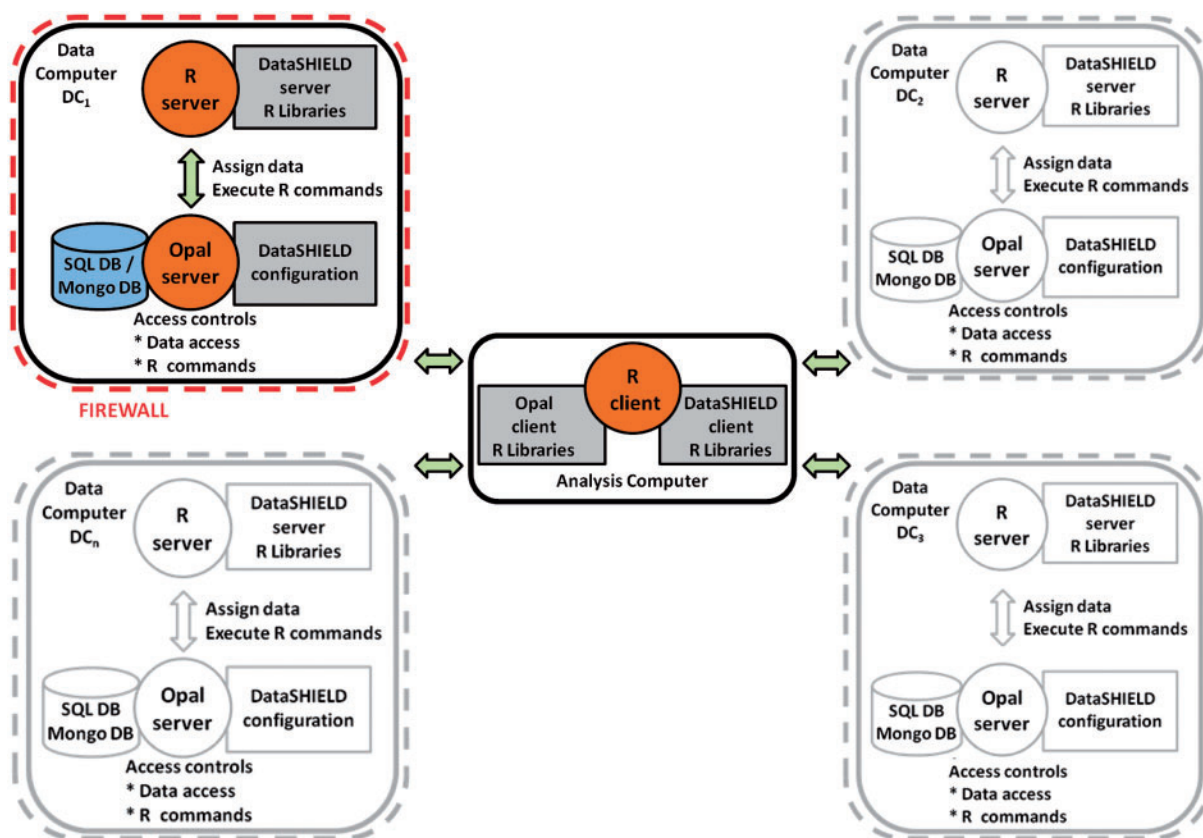 Data
Computer
DC1
R
server
DataSHIELD
server
R Libraries
Assign data
Execute R commands
SQL DB /
Mongo DB
Opal
server
DataSHIELD
configuration
Access controls
* Data access
* R commands
FIREWALL
Data
Computer
DC2
R
server
DataSHIELD
server
R Libraries
Assign data
Execute R commands
SQL DB
Mongo DB
Opal
server
DataSHIELD
configuration
Access controls
* Data access
* R commands
R
client
Opal
client
R Libraries
DataSHIELD
client
R Libraries
Analysis Computer
Data
Computer
DCn
R
server
DataSHIELD
server
R Libraries
Assign data
Execute R commands
SQL DB
Mongo DB
Opal
server
DataSHIELD
configuration
Access controls
* Data access
* R commands
Data
Computer
DC3
R
server
DataSHIELD
server
R Libraries
Assign data
Execute R commands
SQL DB
Mongo DB
Opal
server
DataSHIELD
configuration
Access controls
* Data access
* R commands